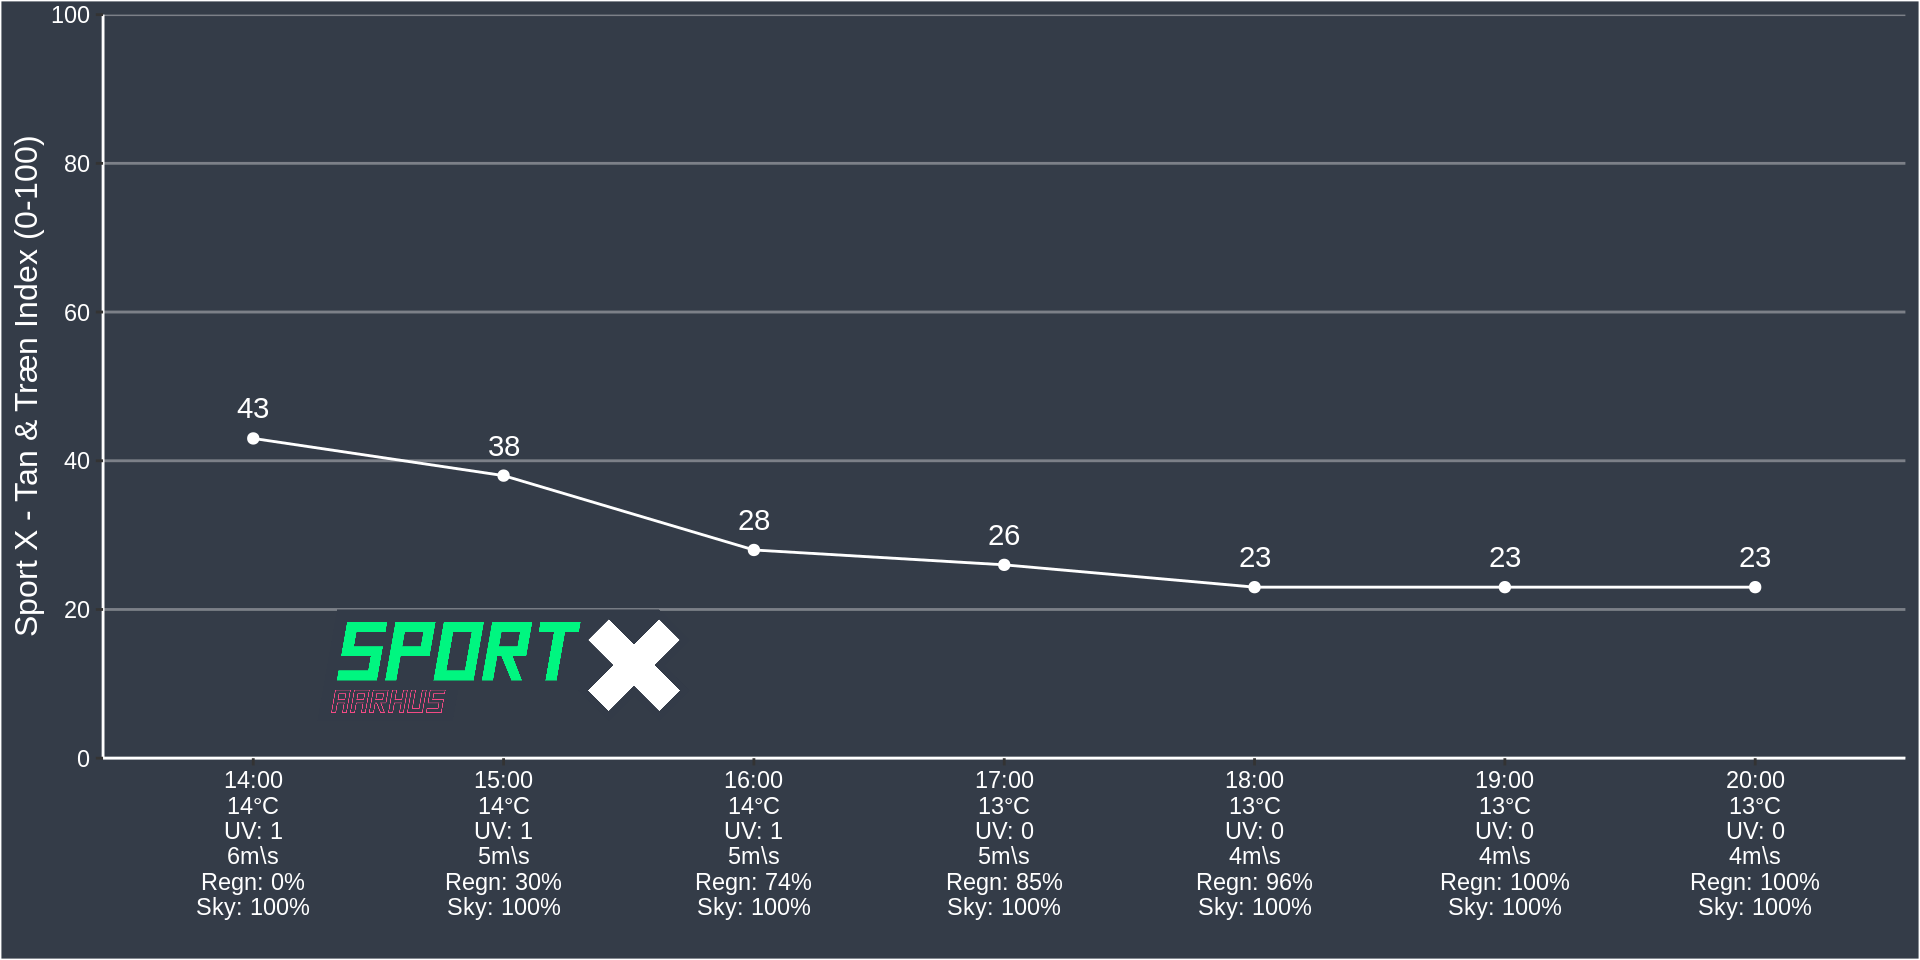 Sport X - Tan & Træn Index (0-100)
100
80
60
40
20
0
43
38
28
26
23
23
23
SPORT X
AARHUS
14:00 15:00 16:00 17:00 18:00 19:00 20:00
14°C 14°C 14°C 13°C 13°C 13°C 13°C
UV: 1 UV: 1 UV: 1 UV: 0 UV: 0 UV: 0 UV: 0
6m\s 5m\s 5m\s 5m\s 4m\s 4m\s 4m\s
Regn: 0% Regn: 30% Regn: 74% Regn: 85% Regn: 96% Regn: 100% Regn: 100%
Sky: 100% Sky: 100% Sky: 100% Sky: 100% Sky: 100% Sky: 100% Sky: 100%